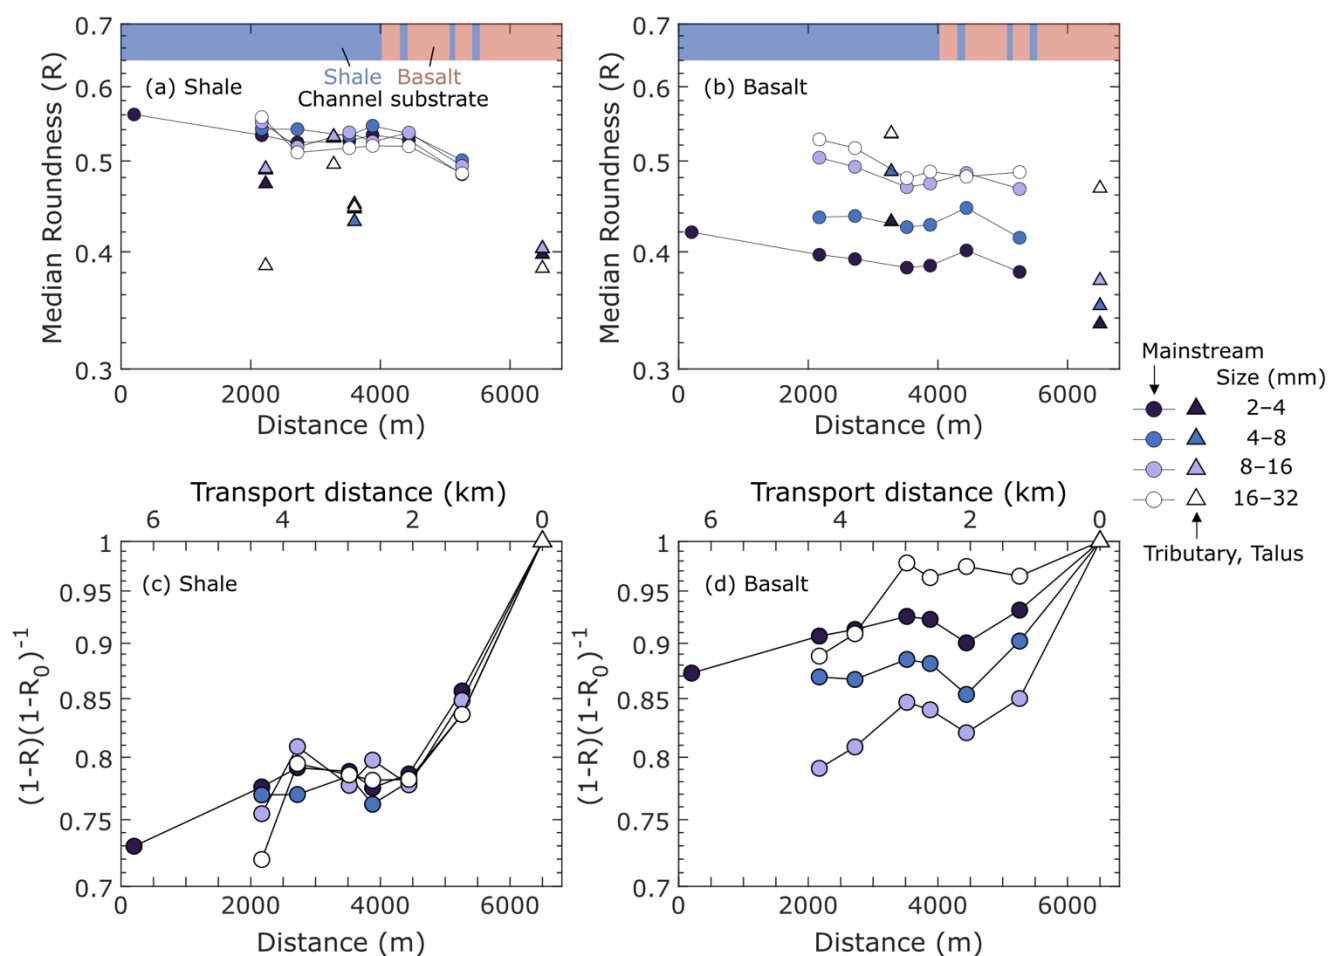 0.7
0.6
0.5
0.4
0.3
Median Roundness (R)
(a) Shale
Shale Basalt
Channel substrate
0 2000 4000 6000
Distance (m)
0.7
0.6
0.5
0.4
0.3
Median Roundness (R)
(b) Basalt
0 2000 4000 6000
Distance (m)
Mainstream
Size (mm)
2–4
4–8
8–16
16–32
Tributary, Talus
Transport distance (km)
6 4 2 0
1
0.95
0.9
0.85
0.8
0.75
0.7
(1-R)(1-R0)-1
(c) Shale
0 2000 4000 6000
Distance (m)
Transport distance (km)
6 4 2 0
1
0.95
0.9
0.85
0.8
0.75
0.7
(1-R)(1-R0)-1
(d) Basalt
0 2000 4000 6000
Distance (m)